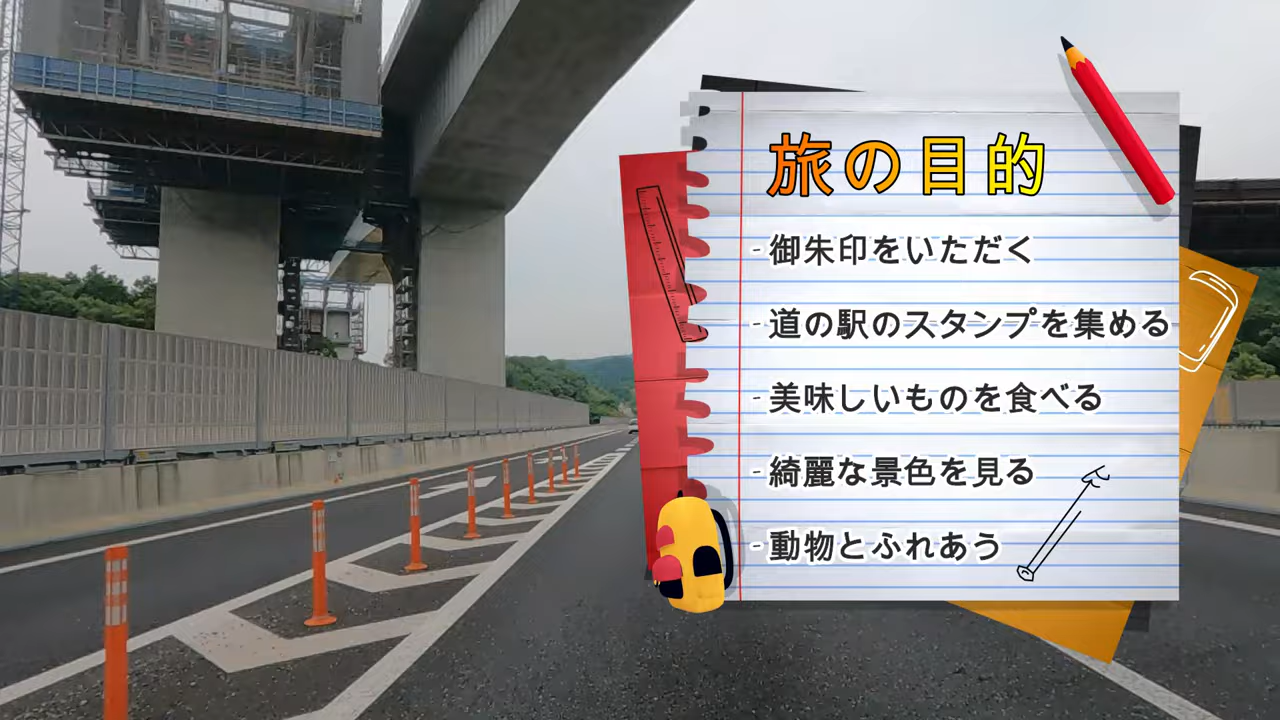 旅の目的
- 御朱印をいただく
- 道の駅のスタンプを集める
- 美味しいものを食べる
- 綺麗な景色を見る
- 動物とふれあう